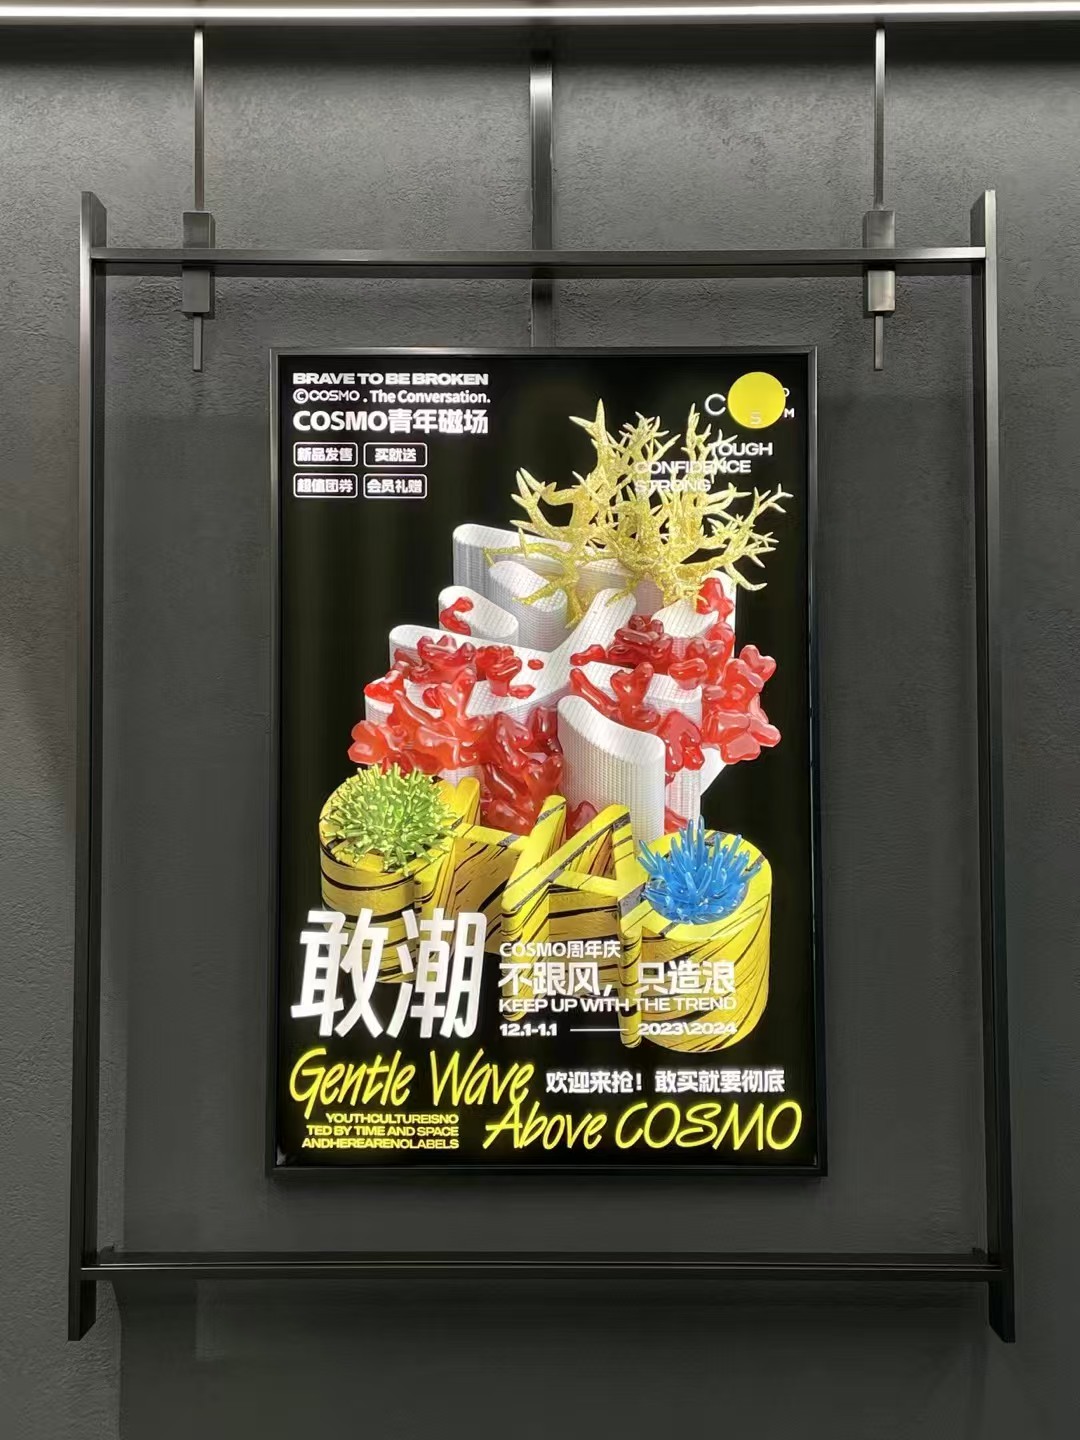 BRAVE TO BE BROKEN
©COSMO . The Conversation.
COSMO青年磁场
新品发售 买就送
超值团券 会员礼赠
TOUGH
CONFIDENCE
STRONG
敢潮
COSMO周年庆
不跟风，只造浪
KEEP UP WITH THE TREND
12.1-1.1 —— 2023\2024
Gentle Wave
欢迎来抢！敢买就要彻底
Above COSMO
YOUTHCULTUREISNO
TED BY TIME AND SPACE
ANDHEREARENOLABELS